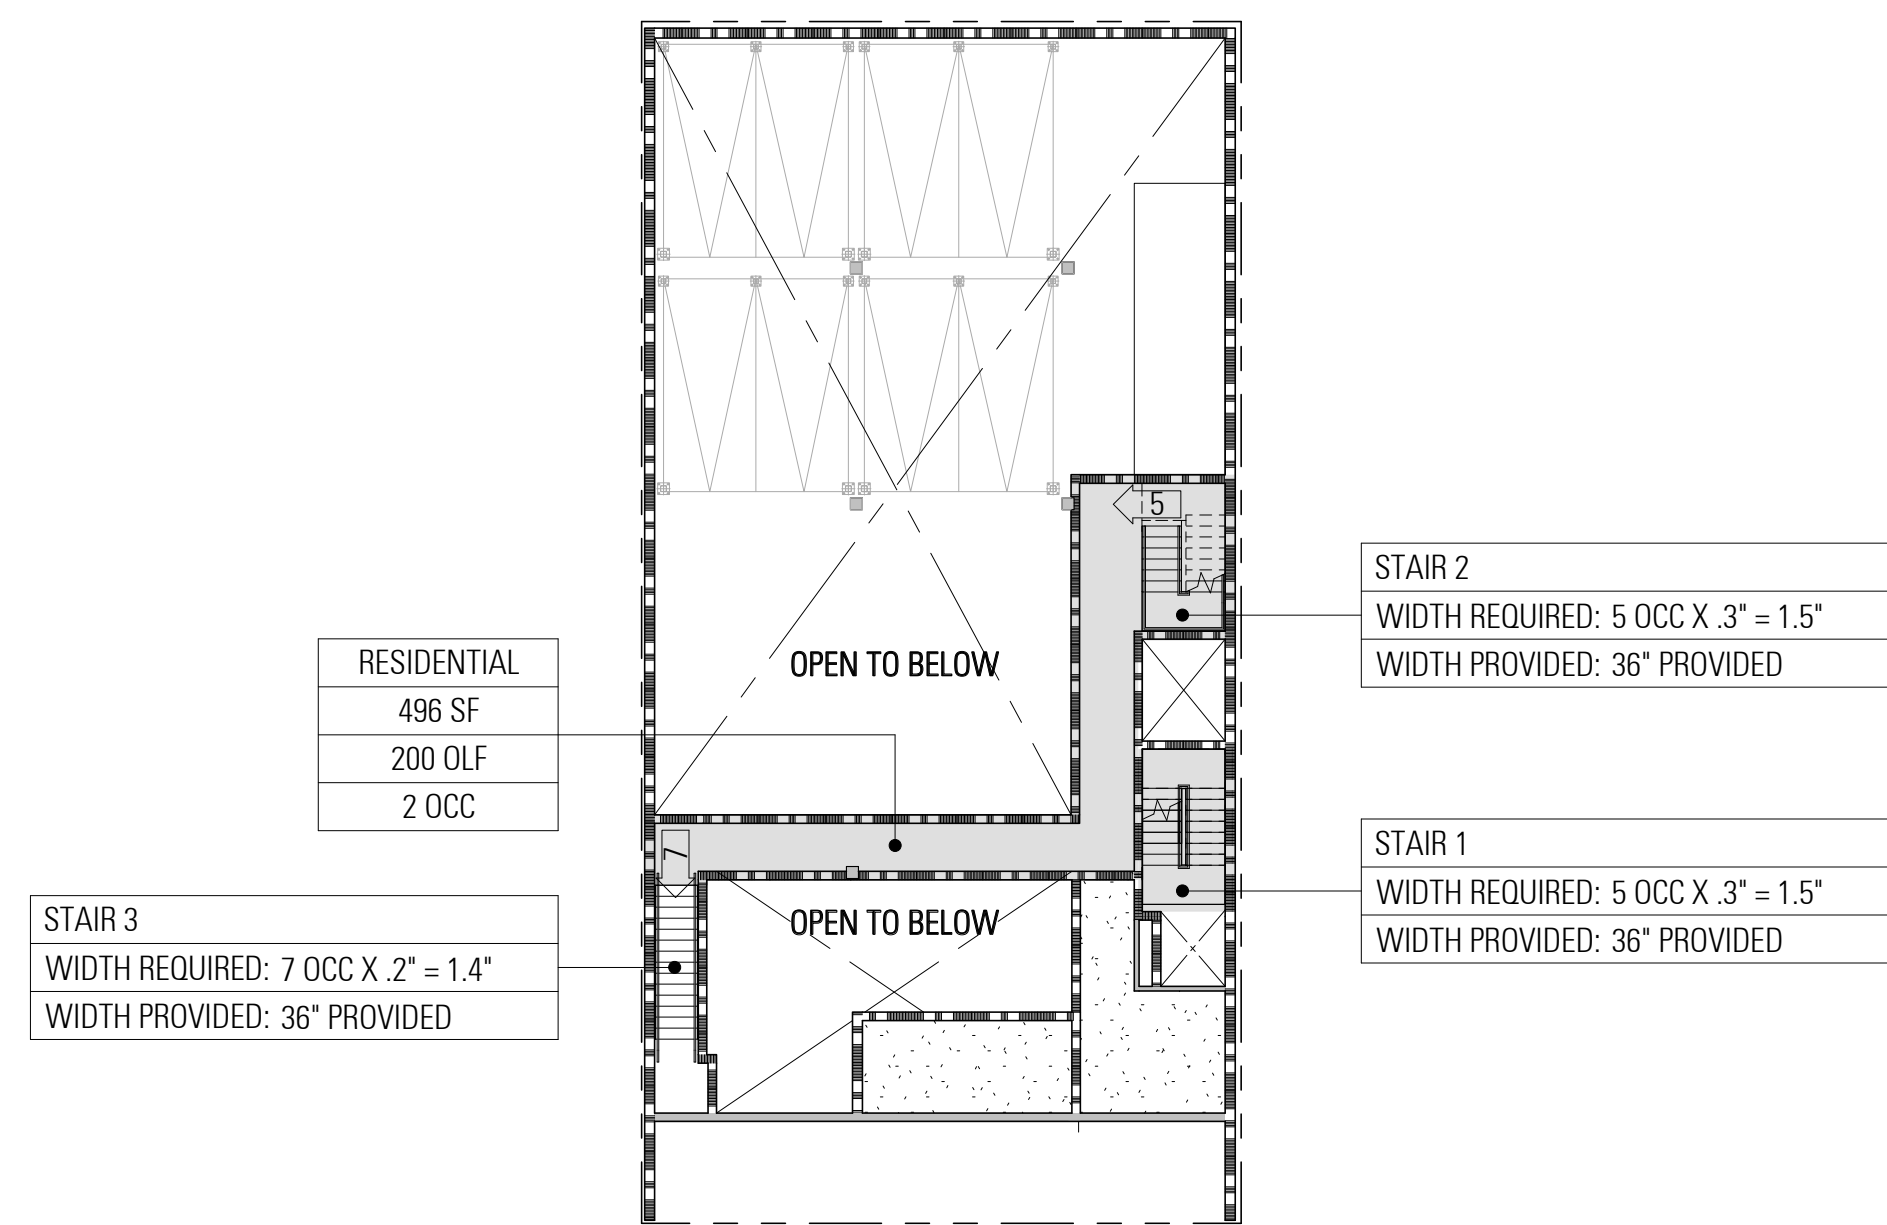 5
STAIR 2
WIDTH REQUIRED: 5 OCC X .3" = 1.5"
WIDTH PROVIDED: 36" PROVIDED
OPEN TO BELOW
RESIDENTIAL
496 SF
200 OLF
2 OCC
7
STAIR 1
WIDTH REQUIRED: 5 OCC X .3" = 1.5"
WIDTH PROVIDED: 36" PROVIDED
OPEN TO BELOW
STAIR 3
WIDTH REQUIRED: 7 OCC X .2" = 1.4"
WIDTH PROVIDED: 36" PROVIDED